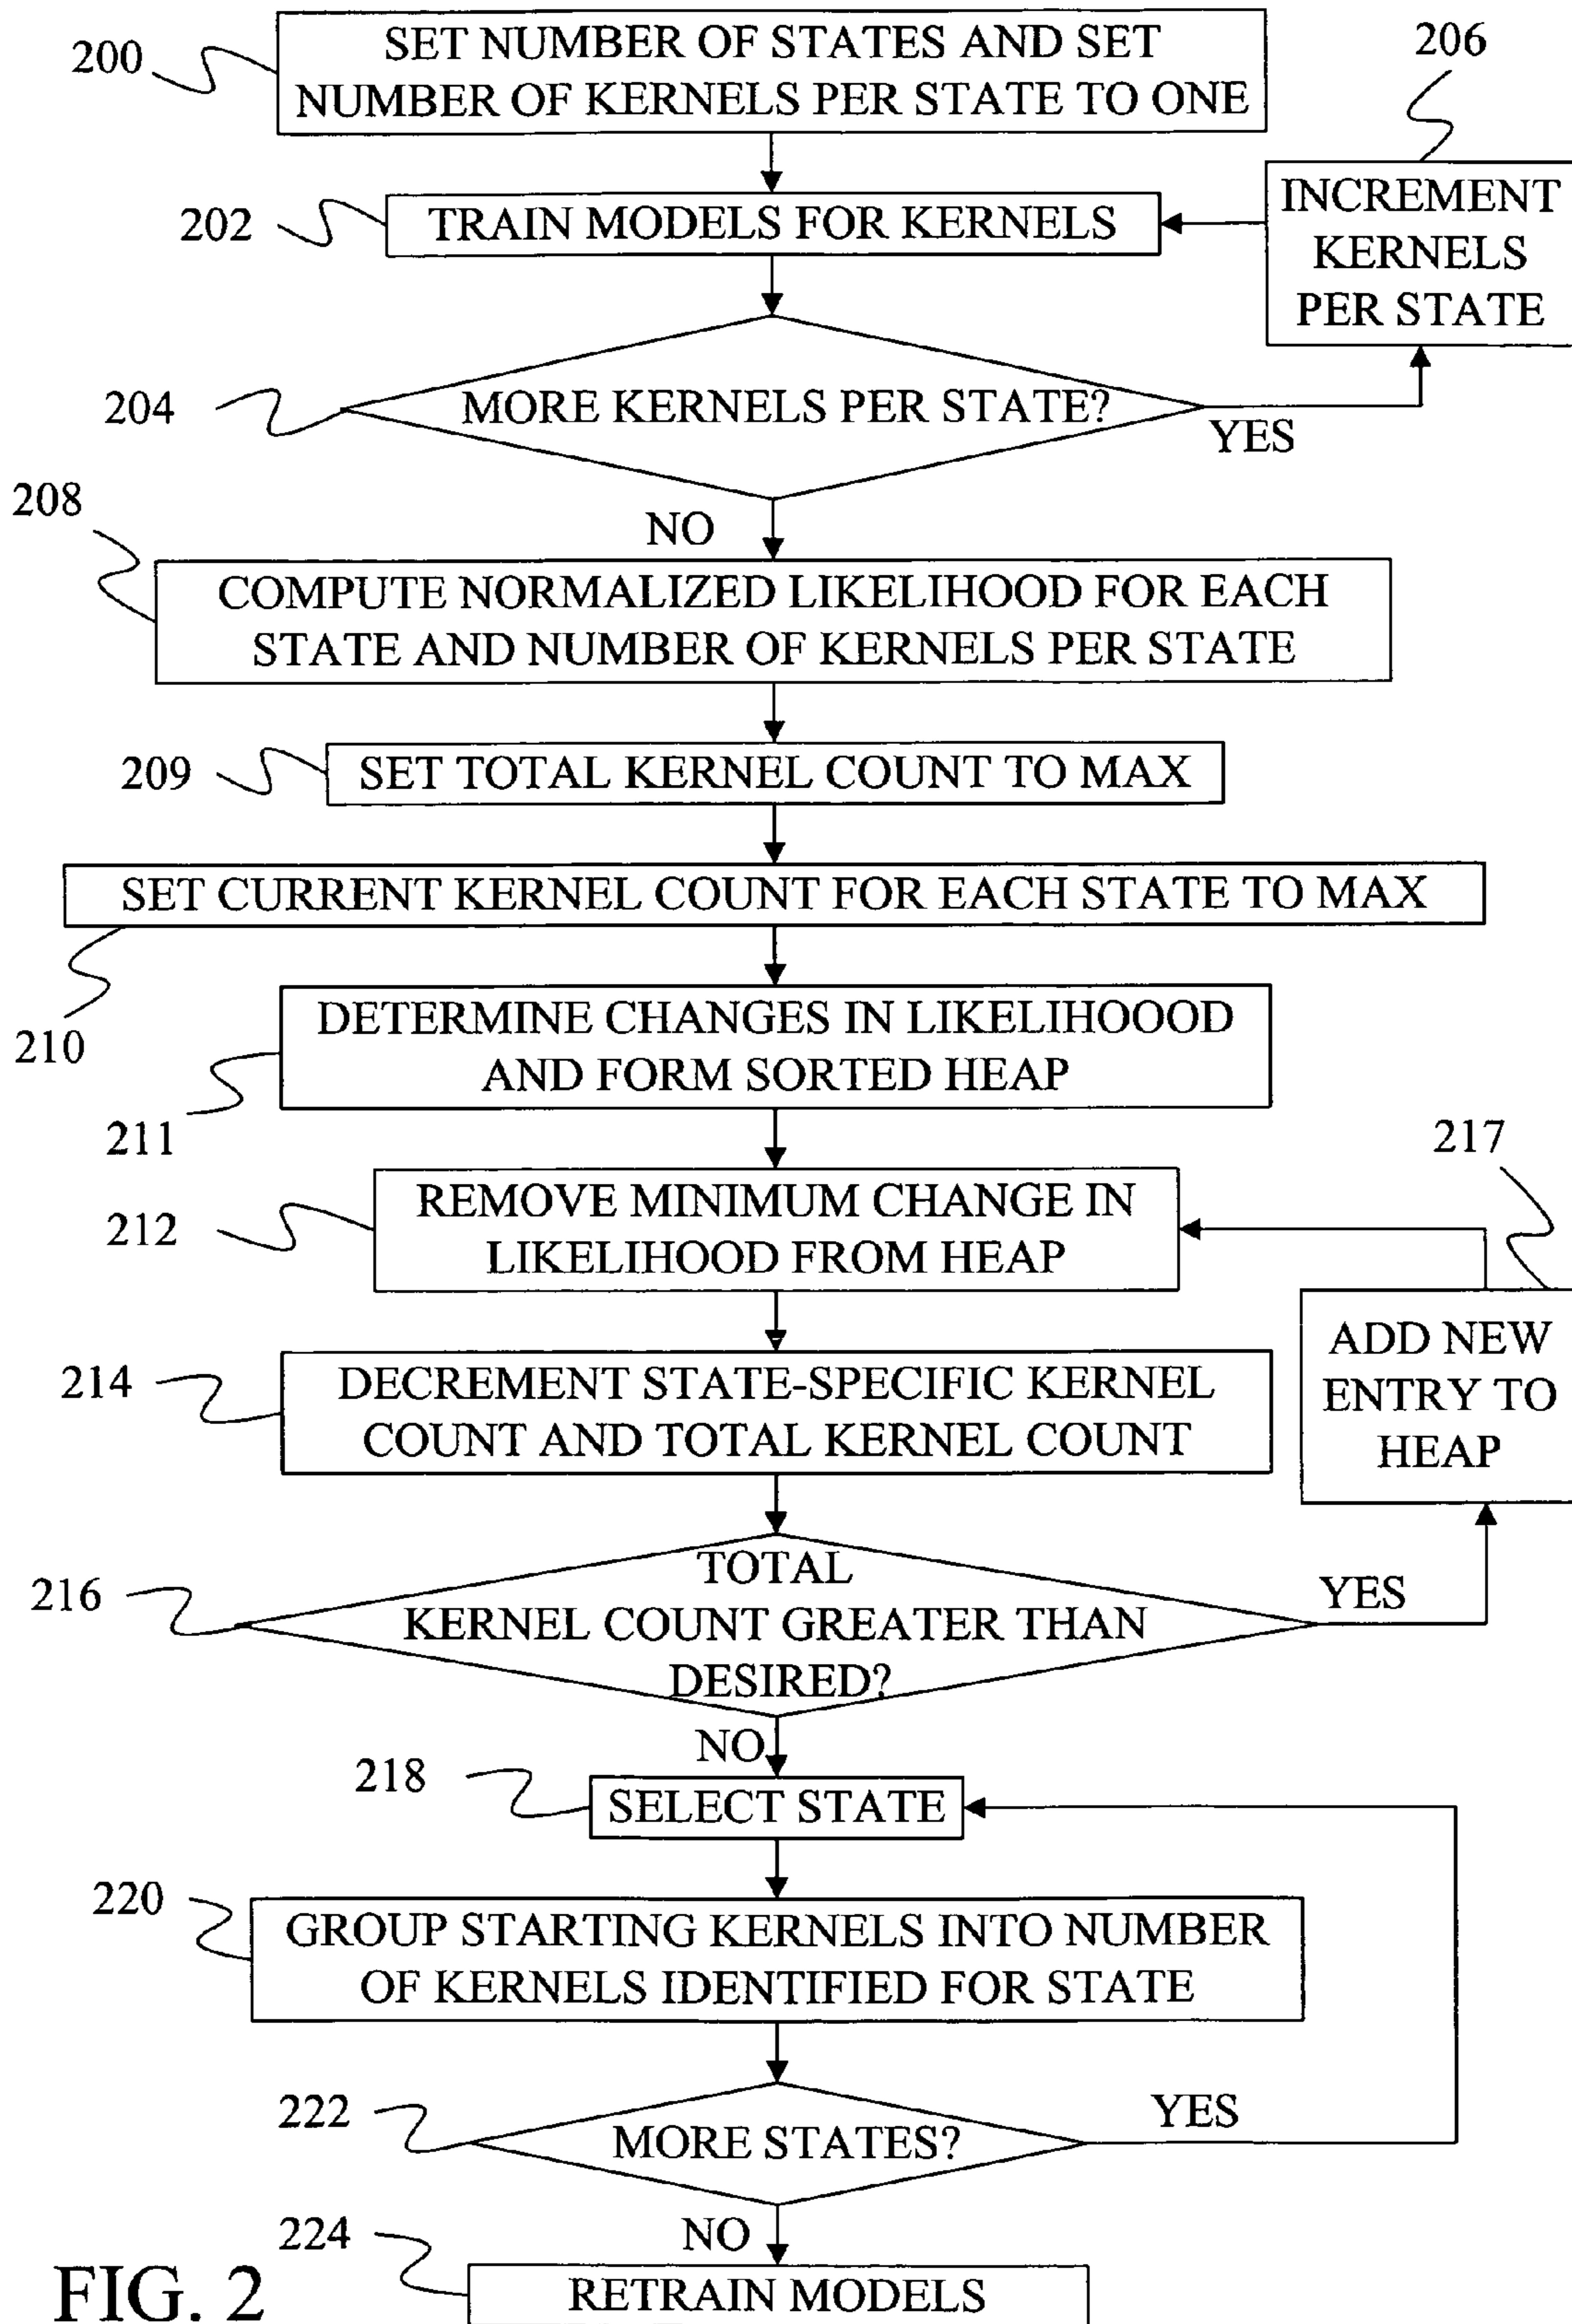 200
SET NUMBER OF STATES AND SET
NUMBER OF KERNELS PER STATE TO ONE
206
INCREMENT
KERNELS
PER STATE
202
TRAIN MODELS FOR KERNELS
204
MORE KERNELS PER STATE?
YES
NO
208
COMPUTE NORMALIZED LIKELIHOOD FOR EACH
STATE AND NUMBER OF KERNELS PER STATE
209
SET TOTAL KERNEL COUNT TO MAX
SET CURRENT KERNEL COUNT FOR EACH STATE TO MAX
210
DETERMINE CHANGES IN LIKELIHOOOD
AND FORM SORTED HEAP
211
217
REMOVE MINIMUM CHANGE IN
LIKELIHOOD FROM HEAP
212
ADD NEW
ENTRY TO
HEAP
214
DECREMENT STATE-SPECIFIC KERNEL
COUNT AND TOTAL KERNEL COUNT
216
TOTAL
KERNEL COUNT GREATER THAN
DESIRED?
YES
NO
218
SELECT STATE
220
GROUP STARTING KERNELS INTO NUMBER
OF KERNELS IDENTIFIED FOR STATE
222
MORE STATES?
YES
NO
224
RETRAIN MODELS
FIG. 2